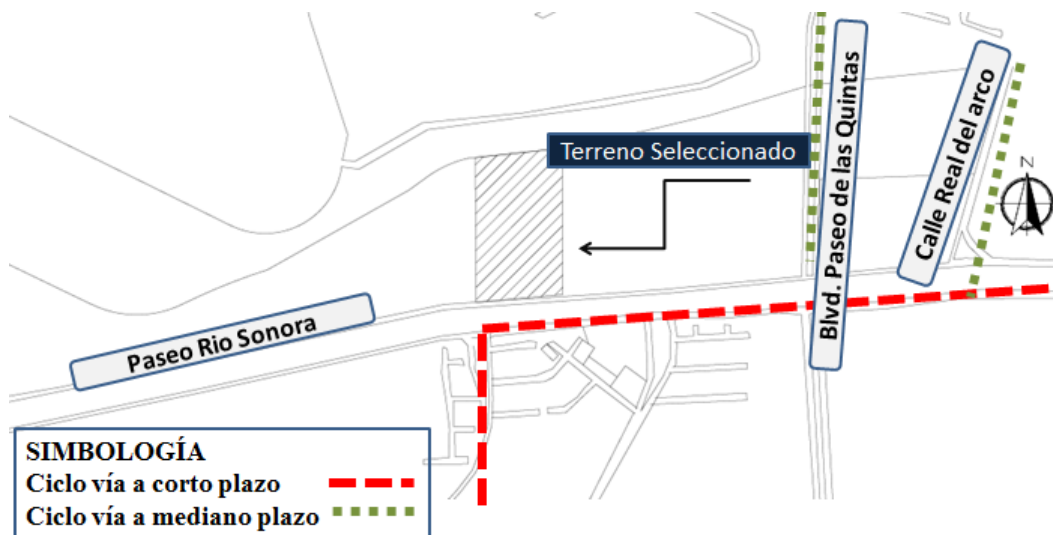 Terreno Seleccionado
Blvd. Paseo de las Quintas
Calle Real del arco
N
Paseo Rio Sonora
SIMBOLOGÍA
Ciclo vía a corto plazo
Ciclo vía a mediano plazo